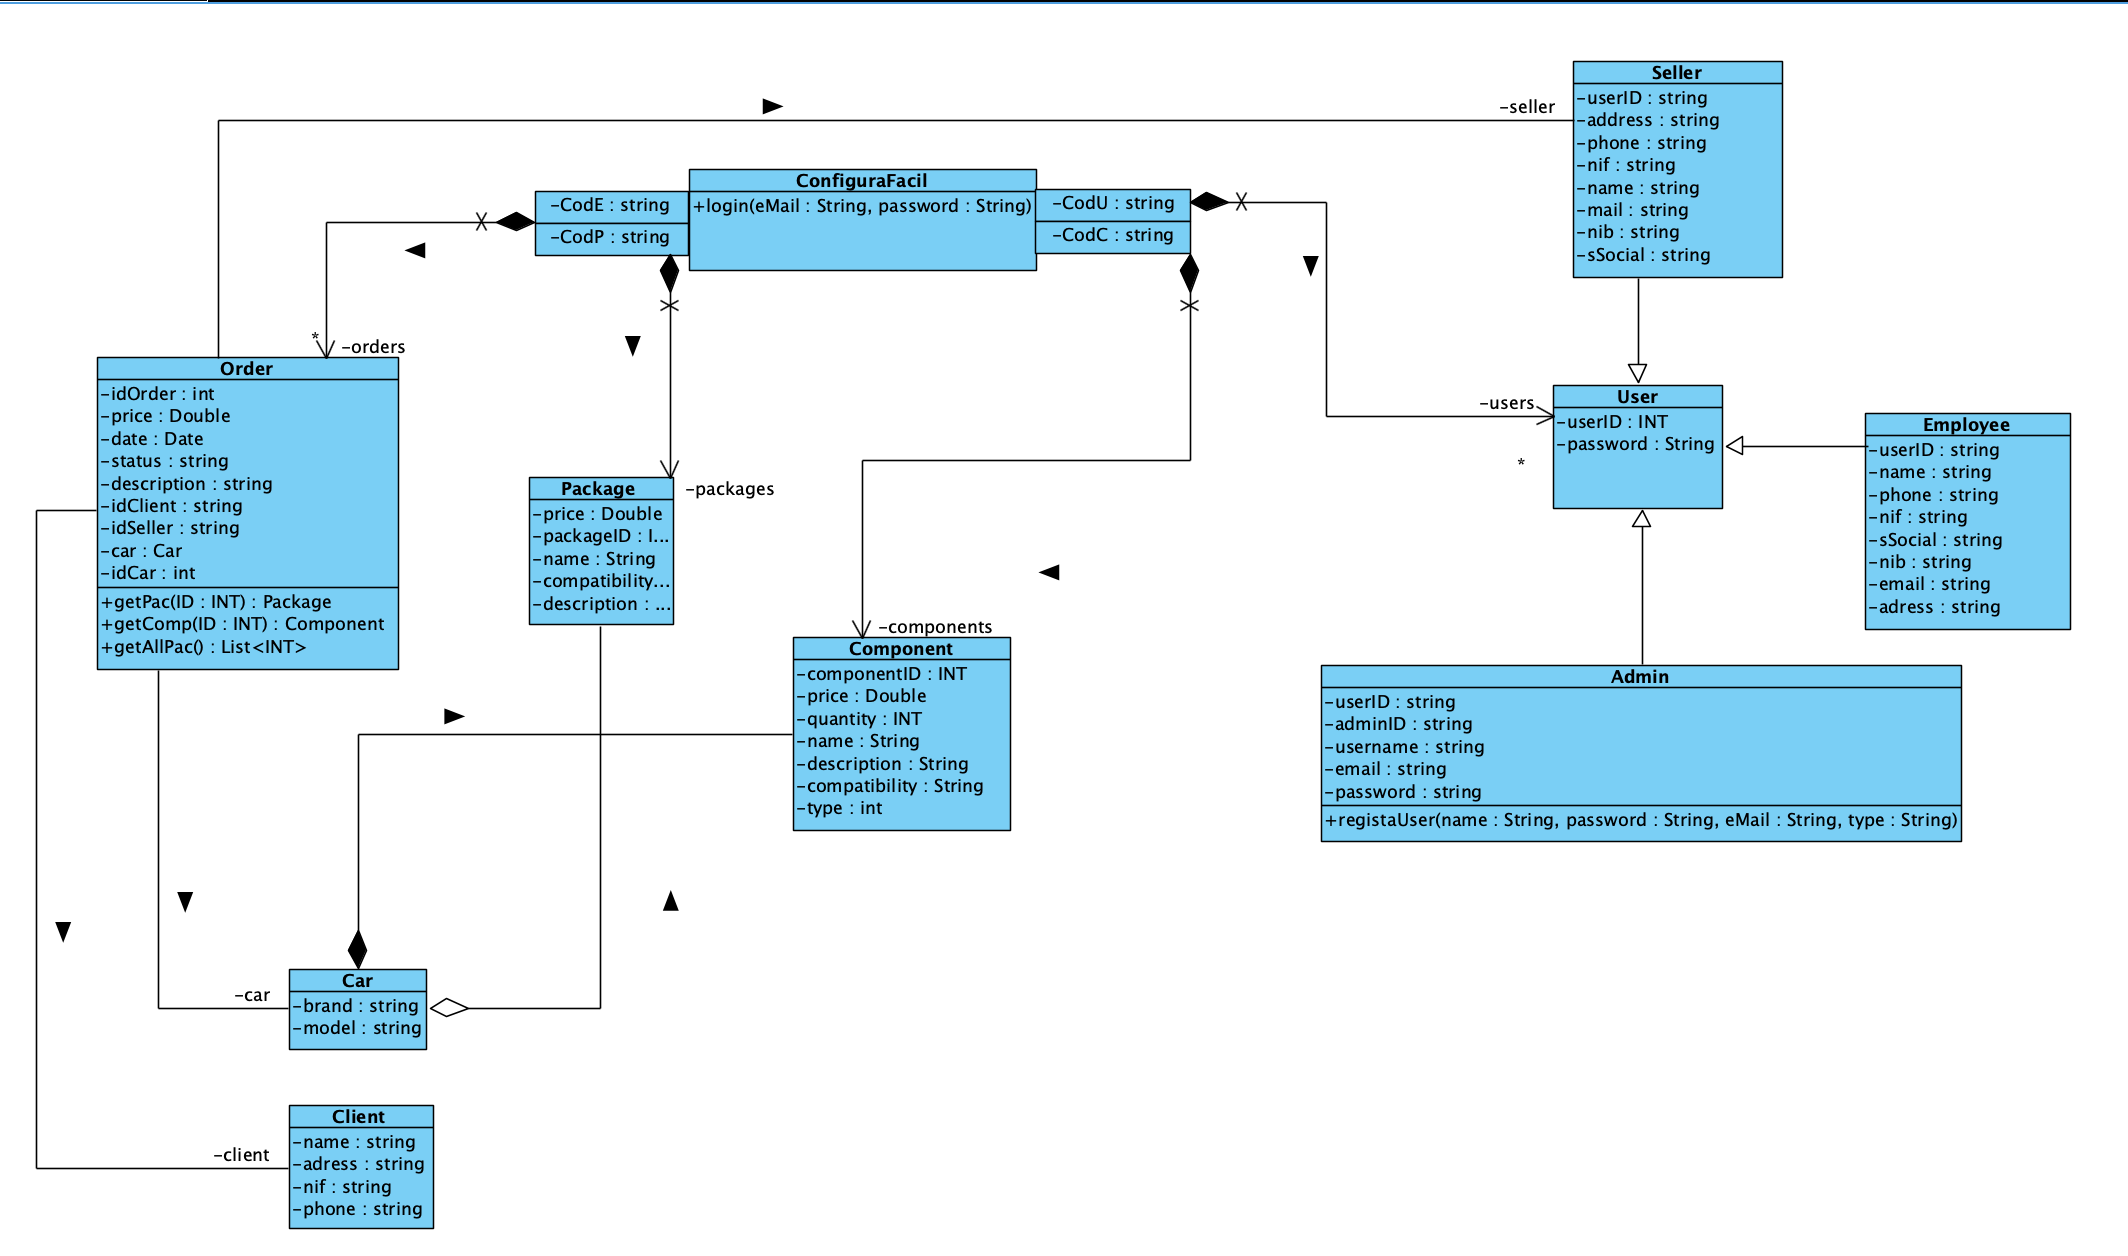 Seller
-userID : string
-address : string
-phone : string
-nif : string
-name : string
-mail : string
-nib : string
-sSocial : string
-seller
ConfiguraFacil
+login(eMail : String, password : String)
-CodE : string
-CodP : string
-CodU : string
-CodC : string
*
-orders
Order
-idOrder : int
-price : Double
-date : Date
-status : string
-description : string
-idClient : string
-idSeller : string
-car : Car
-idCar : int
+getPac(ID : INT) : Package
+getComp(ID : INT) : Component
+getAllPac() : List<INT>
-users
*
User
-userID : INT
-password : String
Employee
-userID : string
-name : string
-phone : string
-nif : string
-sSocial : string
-nib : string
-email : string
-adress : string
-packages
Package
-price : Double
-packageID : I...
-name : String
-compatibility...
-description : ...
-components
Component
-componentID : INT
-price : Double
-quantity : INT
-name : String
-description : String
-compatibility : String
-type : int
Admin
-userID : string
-adminID : string
-username : string
-email : string
-password : string
+registaUser(name : String, password : String, eMail : String, type : String)
-car
Car
-brand : string
-model : string
-client
Client
-name : string
-adress : string
-nif : string
-phone : string